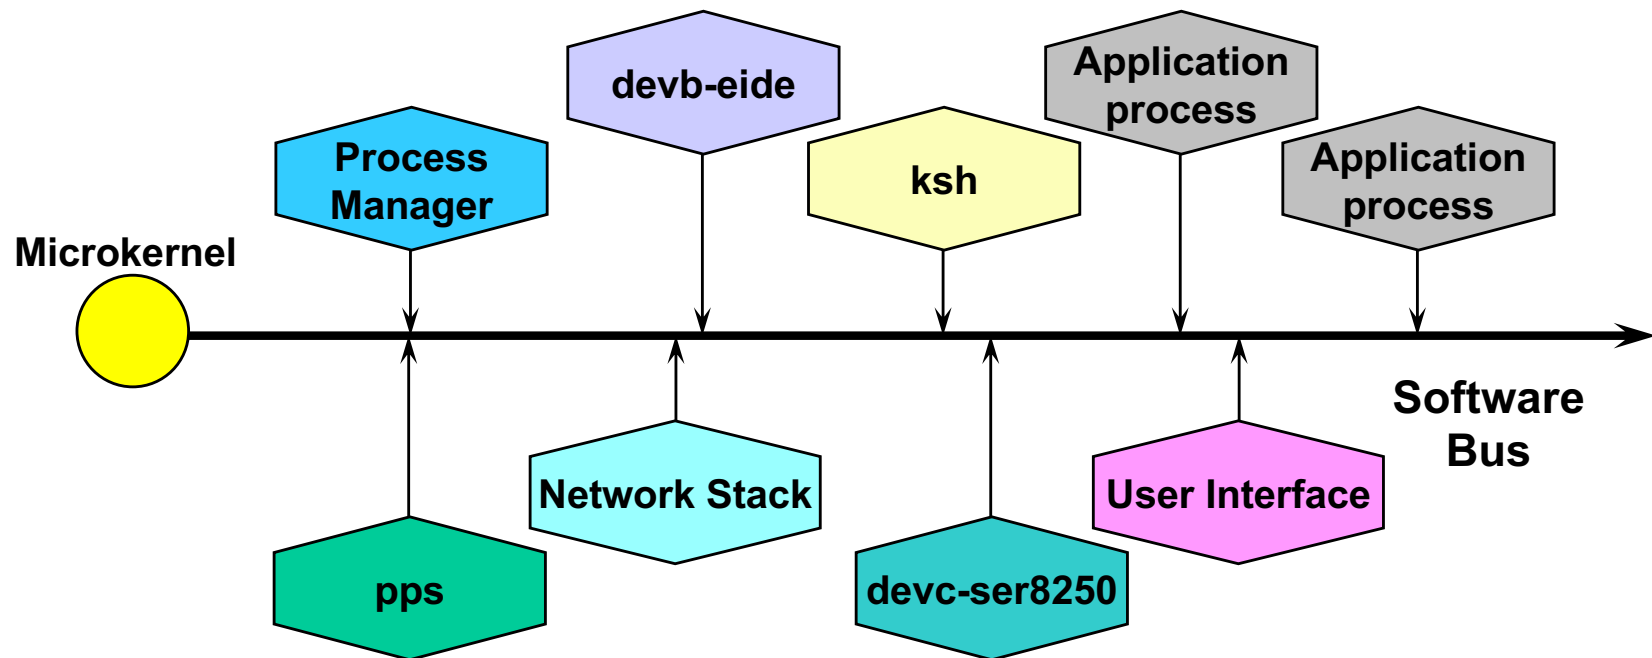 Microkernel
Process
Manager
devb-eide
ksh
Application
process
Application
process
Software
Bus
pps
Network Stack
devc-ser8250
User Interface